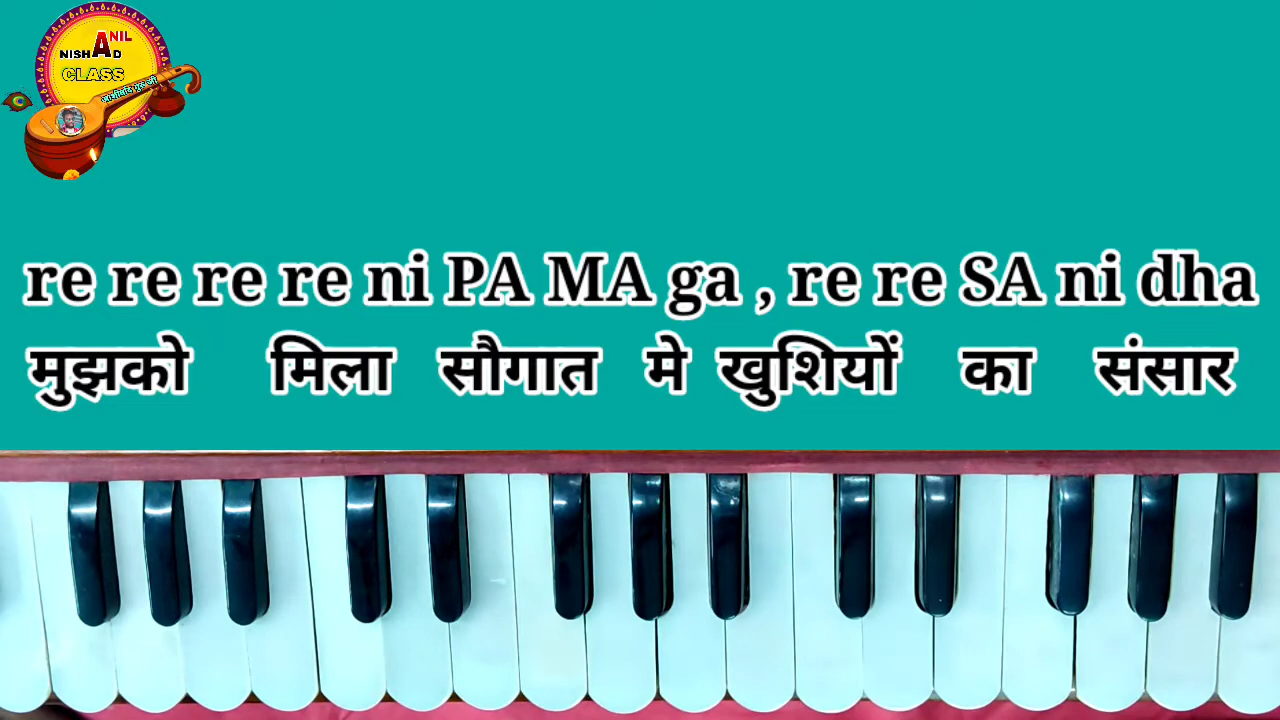 ANIL
NISHAD
CLASS
re re re re ni PA MA ga , re re SA ni dha
मुझको मिला सौगात मे खुशियों का संसार